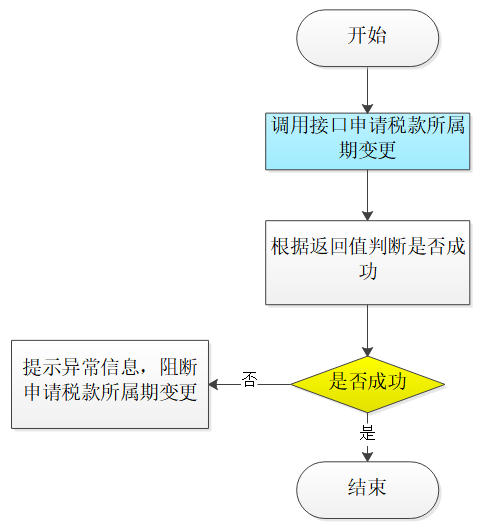 开始
调用接口申请税款所属
期变更
根据返回值判断是否成
功
是否成功
否
提示异常信息，阻断
申请税款所属期变更
是
结束